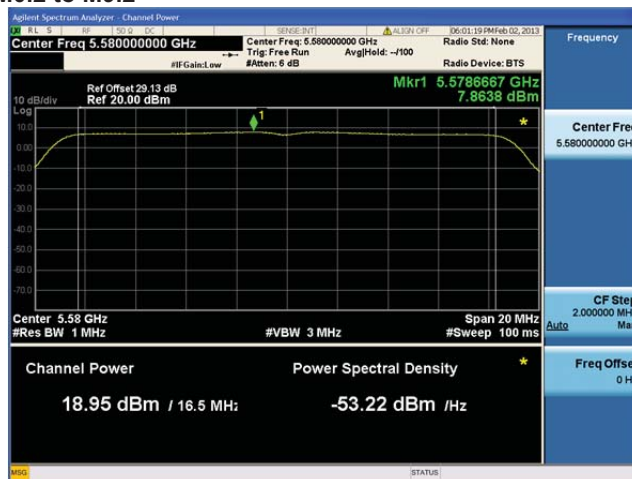 Agilent Spectrum Analyzer - Channel Power
RL S RF 50 Ω DC SENSE:INT ALIGN OFF 06:01:19 PM Feb 02, 2013
Center Freq 5.580000000 GHz
Center Freq: 5.580000000 GHz
Radio Std: None
Trig: Free Run Avg|Hold: --/100
#IFGain:Low #Atten: 6 dB Radio Device: BTS
Frequency
Mkr1 5.5786667 GHz
7.8638 dBm
Ref Offset 29.13 dB
10 dB/div Ref 20.00 dBm
Log
10.0
0.00
-10.0
-20.0
-30.0
-40.0
-50.0
-60.0
-70.0
1
*
Center Fre
5.580000000 GH
Center 5.58 GHz Span 20 MHz
#Res BW 1 MHz #VBW 3 MHz #Sweep 100 ms
CF Step
2.000000 MH
Auto Ma
Channel Power Power Spectral Density *
18.95 dBm / 16.5 MHz -53.22 dBm /Hz
Freq Offse
0 H
MSG STATUS